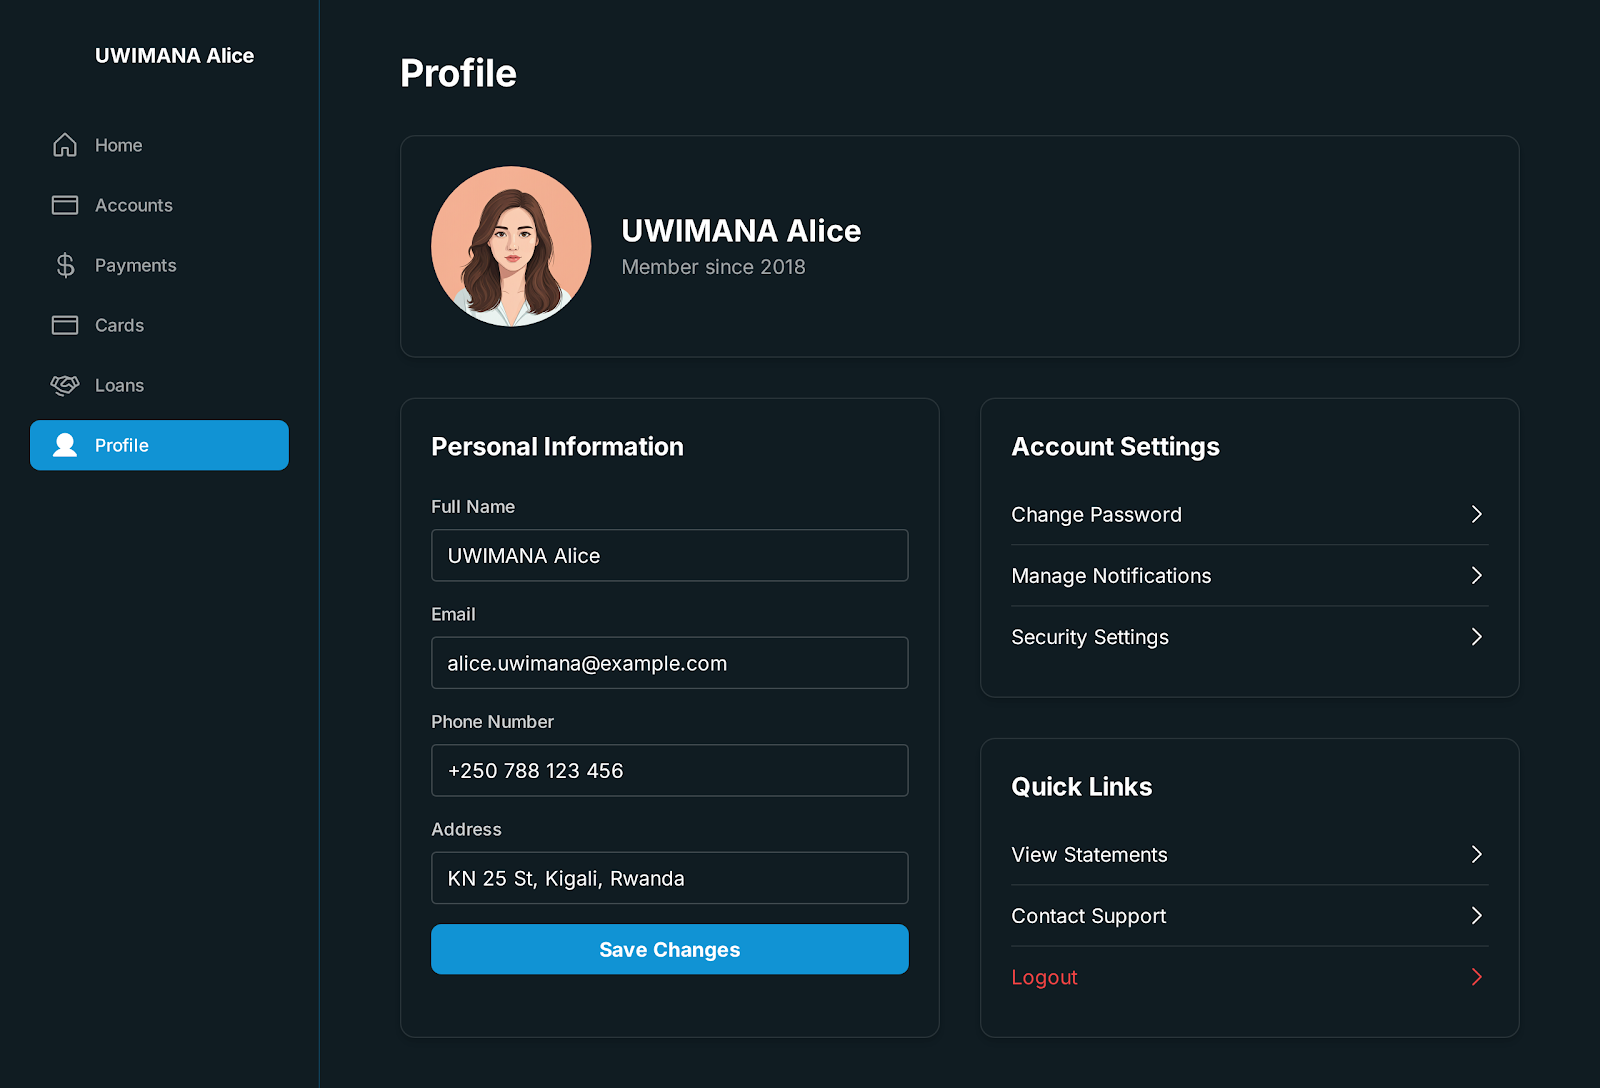 UWIMANA Alice
Home
Accounts
Payments
Cards
Loans
Profile
Profile
UWIMANA Alice
Member since 2018
Personal Information
Full Name
UWIMANA Alice
Email
alice.uwimana@example.com
Phone Number
+250 788 123 456
Address
KN 25 St, Kigali, Rwanda
Save Changes
Account Settings
Change Password
Manage Notifications
Security Settings
Quick Links
View Statements
Contact Support
Logout